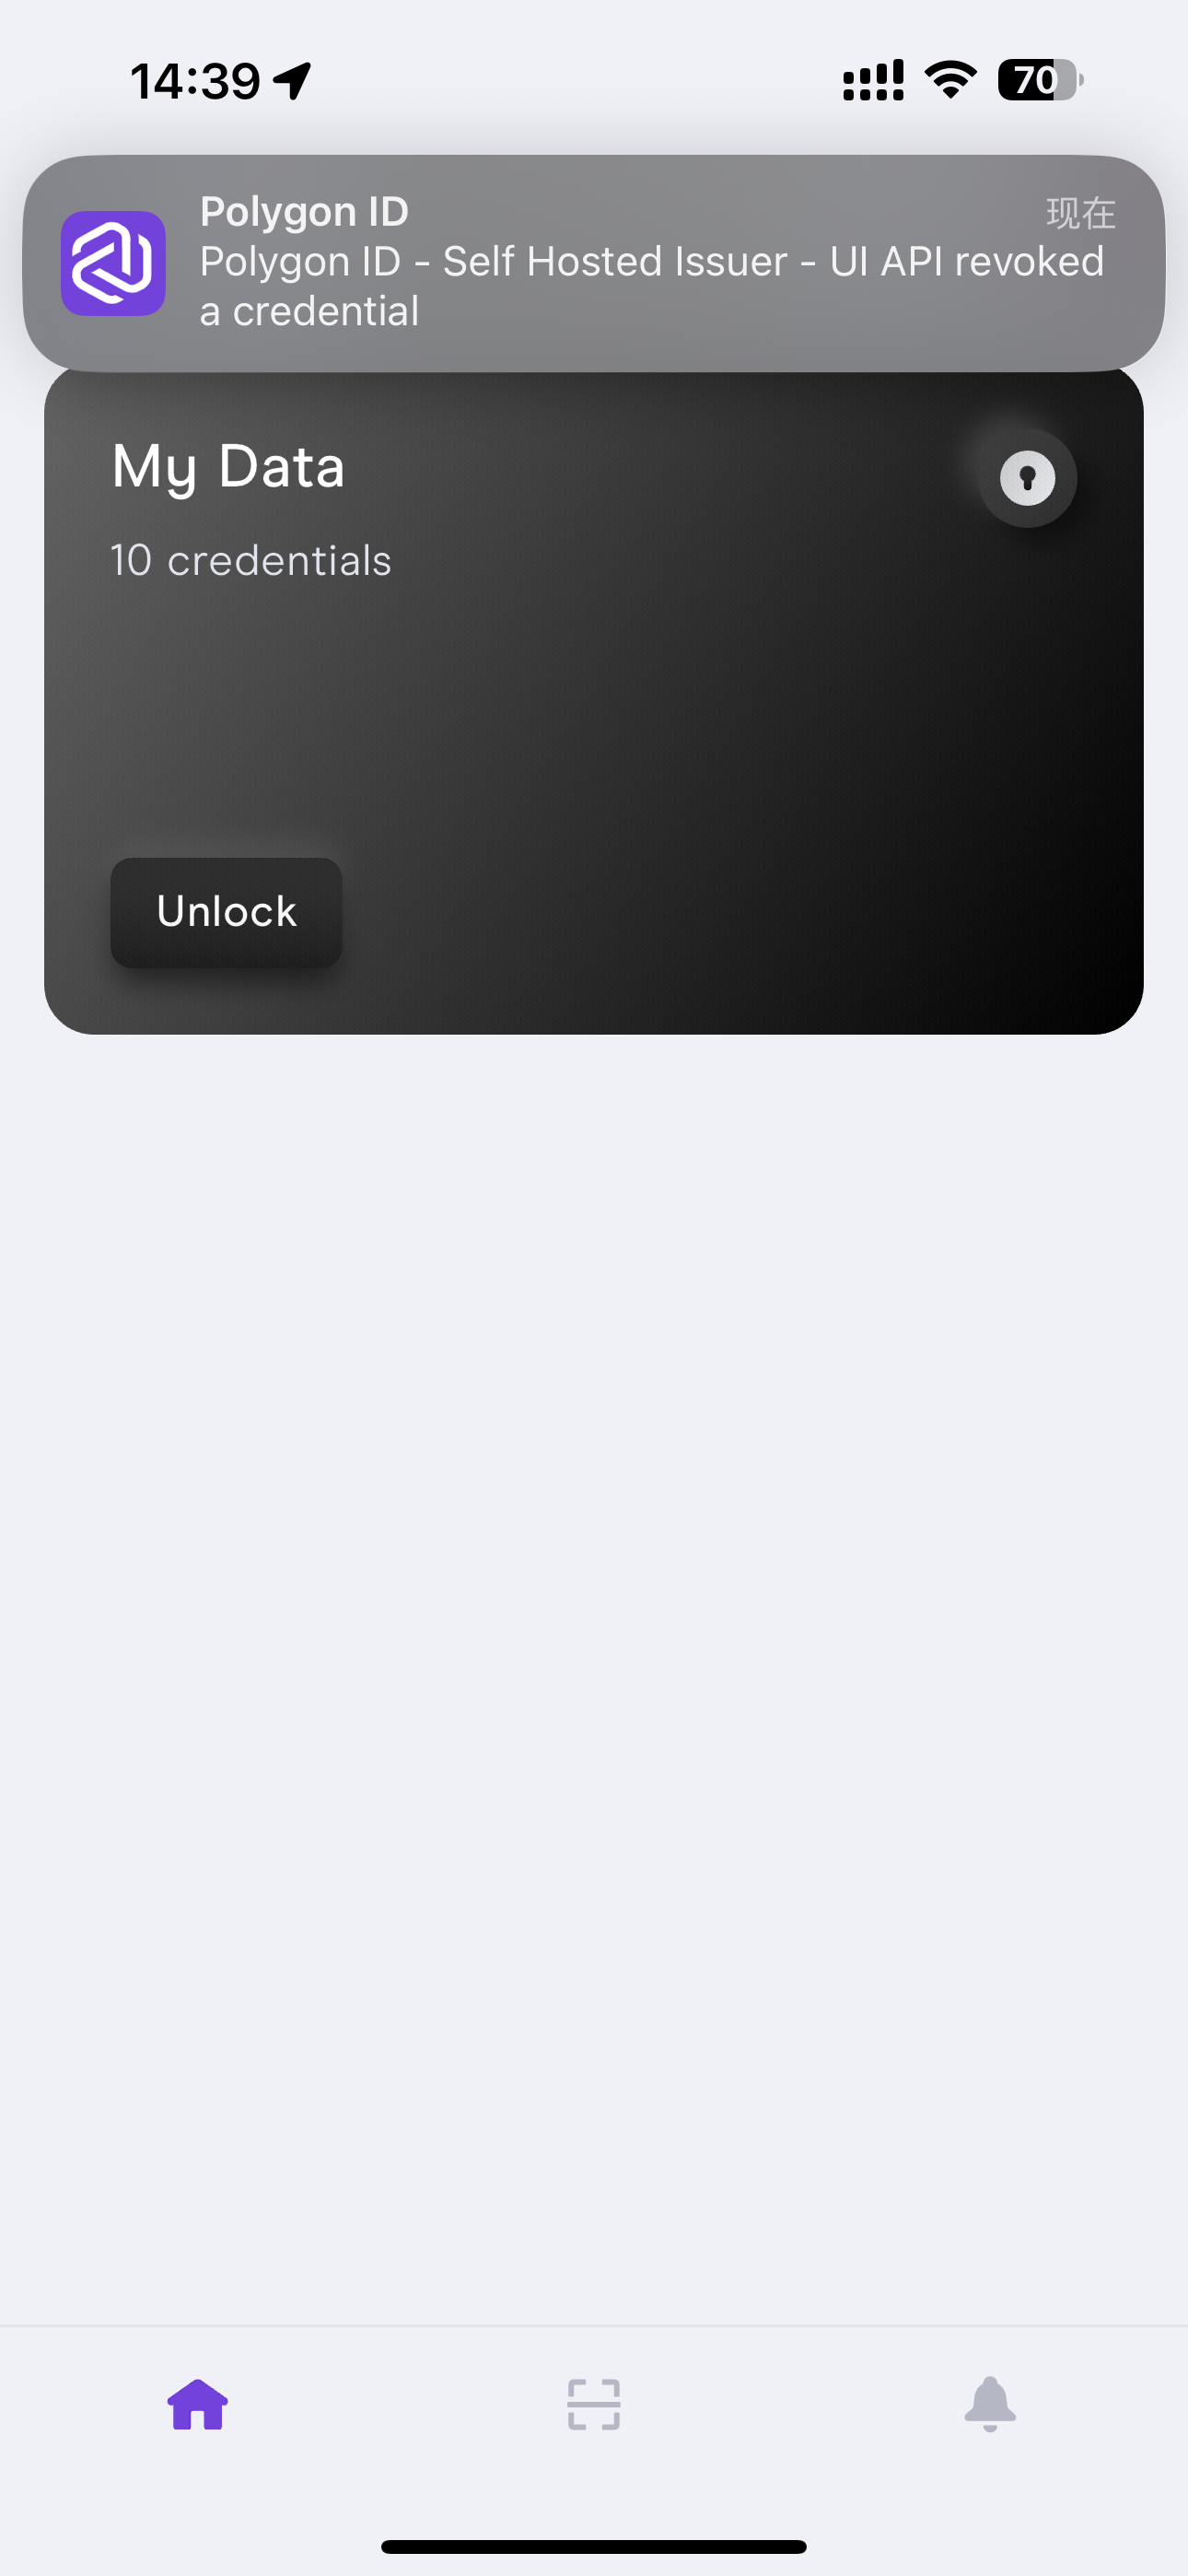 14:39
70
Polygon ID
现在
Polygon ID - Self Hosted Issuer - UI API revoked
a credential
My Data
10 credentials
Unlock